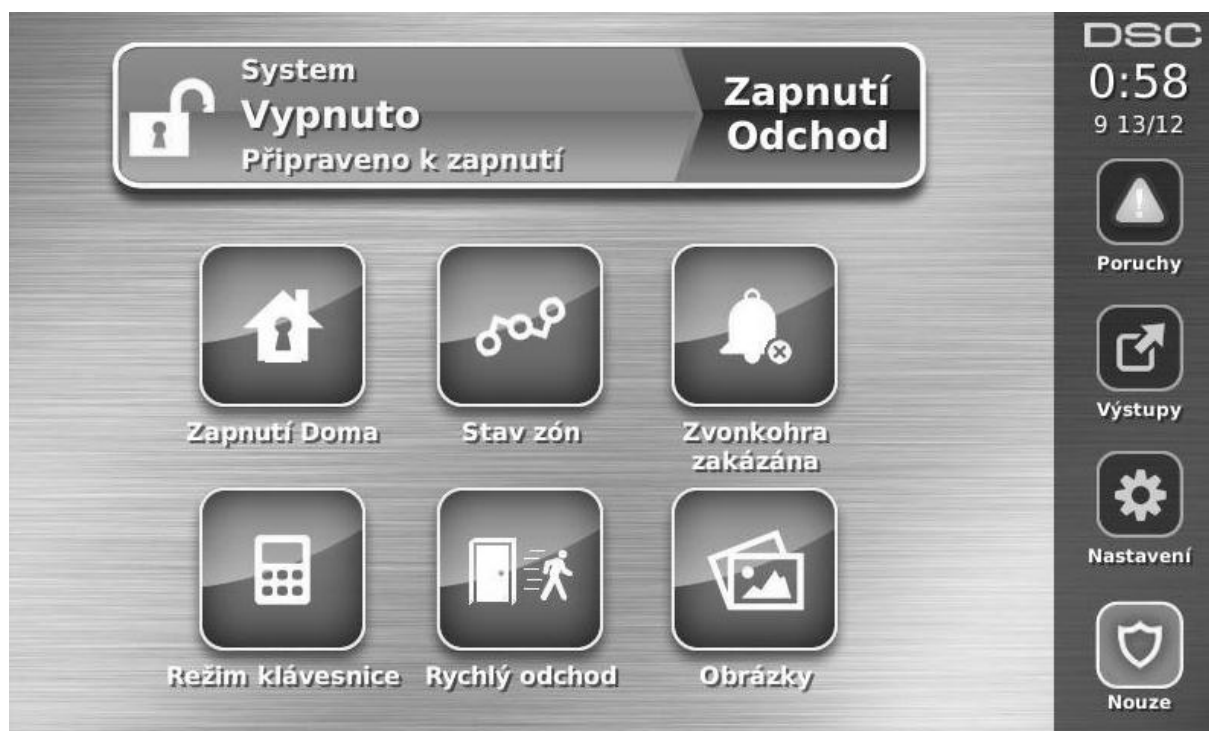 System
Vypnuto
Připraveno k zapnutí
Zapnutí
Odchod
Zapnutí Doma
Stav zón
Zvonkohra
zakázána
Režim klávesnice
Rychlý odchod
Obrázky
DSC
0:58
9 13/12
Poruchy
Výstupy
Nastavení
Nouze